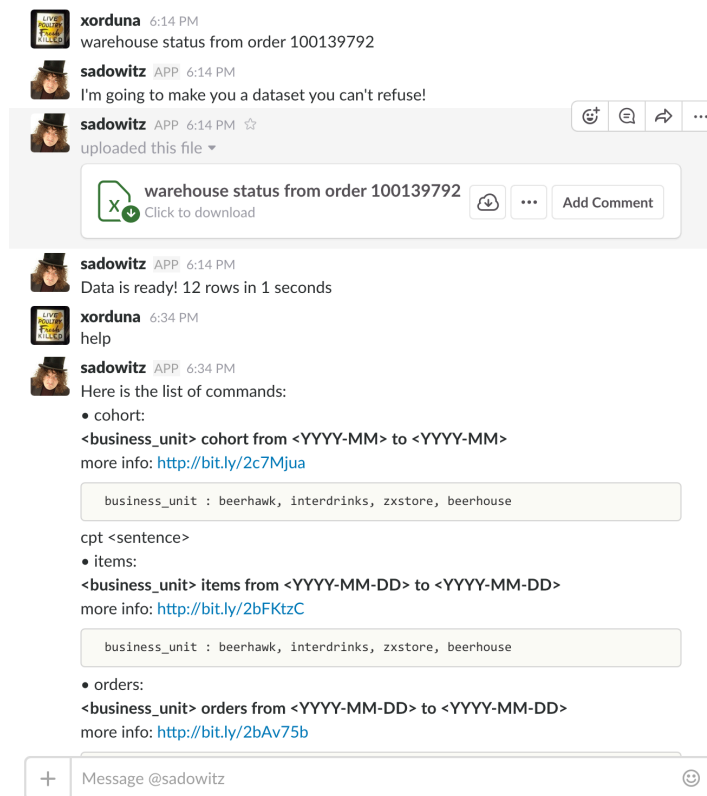 xorduna 6:14 PM
warehouse status from order 100139792
sadowitz APP 6:14 PM
I'm going to make you a dataset you can't refuse!
sadowitz APP 6:14 PM
uploaded this file
warehouse status from order 100139792
Click to download
Add Comment
sadowitz APP 6:14 PM
Data is ready! 12 rows in 1 seconds
LIVE
POULTRY
Fresh
KILLED
xorduna 6:34 PM
help
sadowitz APP 6:34 PM
Here is the list of commands:
• cohort:
<business_unit> cohort from <YYYY-MM> to <YYYY-MM>
more info: http://bit.ly/2c7Mjua
business_unit : beerhawk, interdrinks, zxstore, beerhouse
cpt <sentence>
• items:
<business_unit> items from <YYYY-MM-DD> to <YYYY-MM-DD>
more info: http://bit.ly/2bFKtzC
business_unit : beerhawk, interdrinks, zxstore, beerhouse
• orders:
<business_unit> orders from <YYYY-MM-DD> to <YYYY-MM-DD>
more info: http://bit.ly/2bAv75b
Message @sadowitz